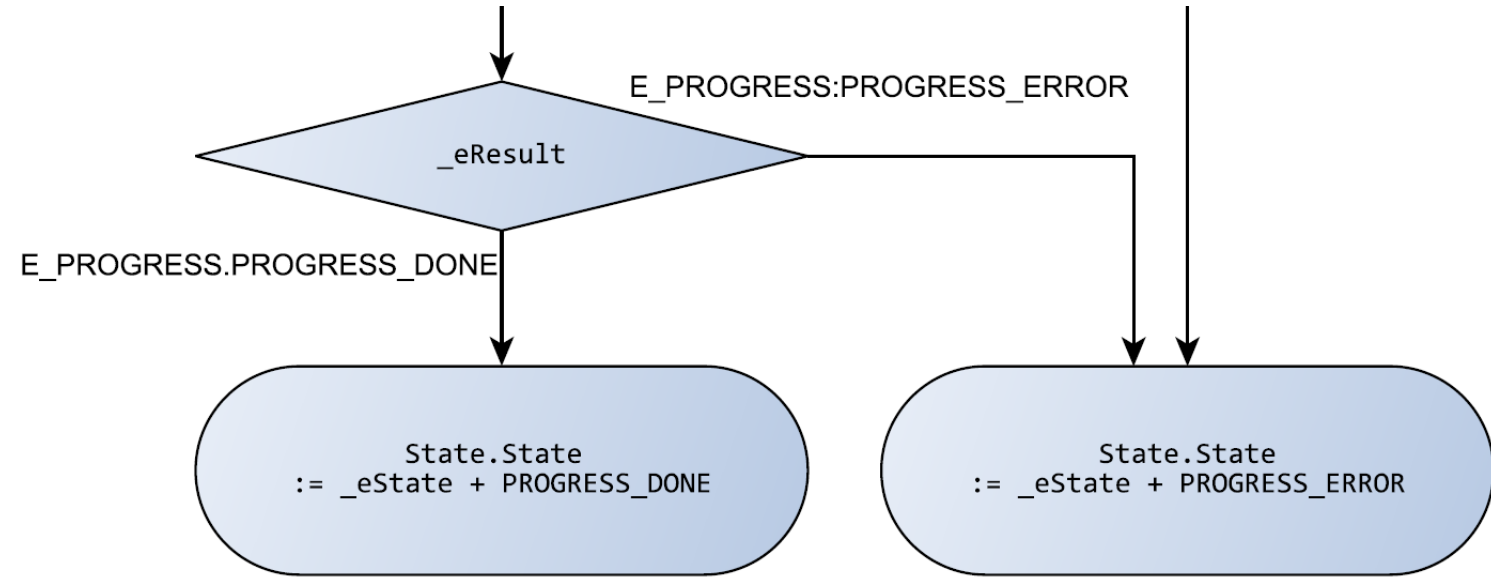 E_PROGRESS:PROGRESS_ERROR
_eResult
E_PROGRESS.PROGRESS_DONE
State.State
:= _eState + PROGRESS_DONE
State.State
:= _eState + PROGRESS_ERROR